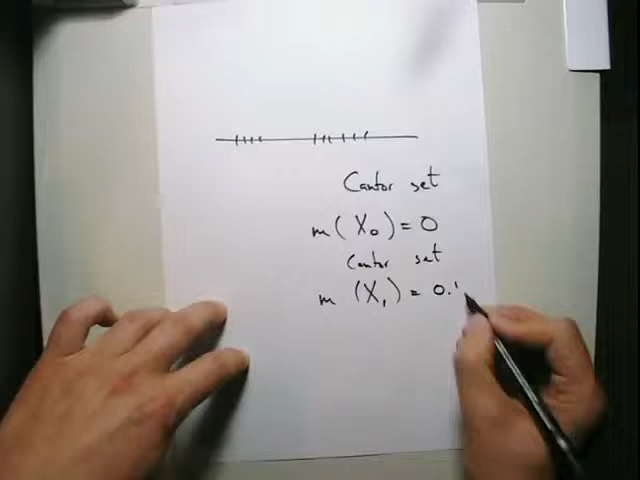 Cantor set
m(X₀) = 0
Cantor set
m(X₁) = 0.